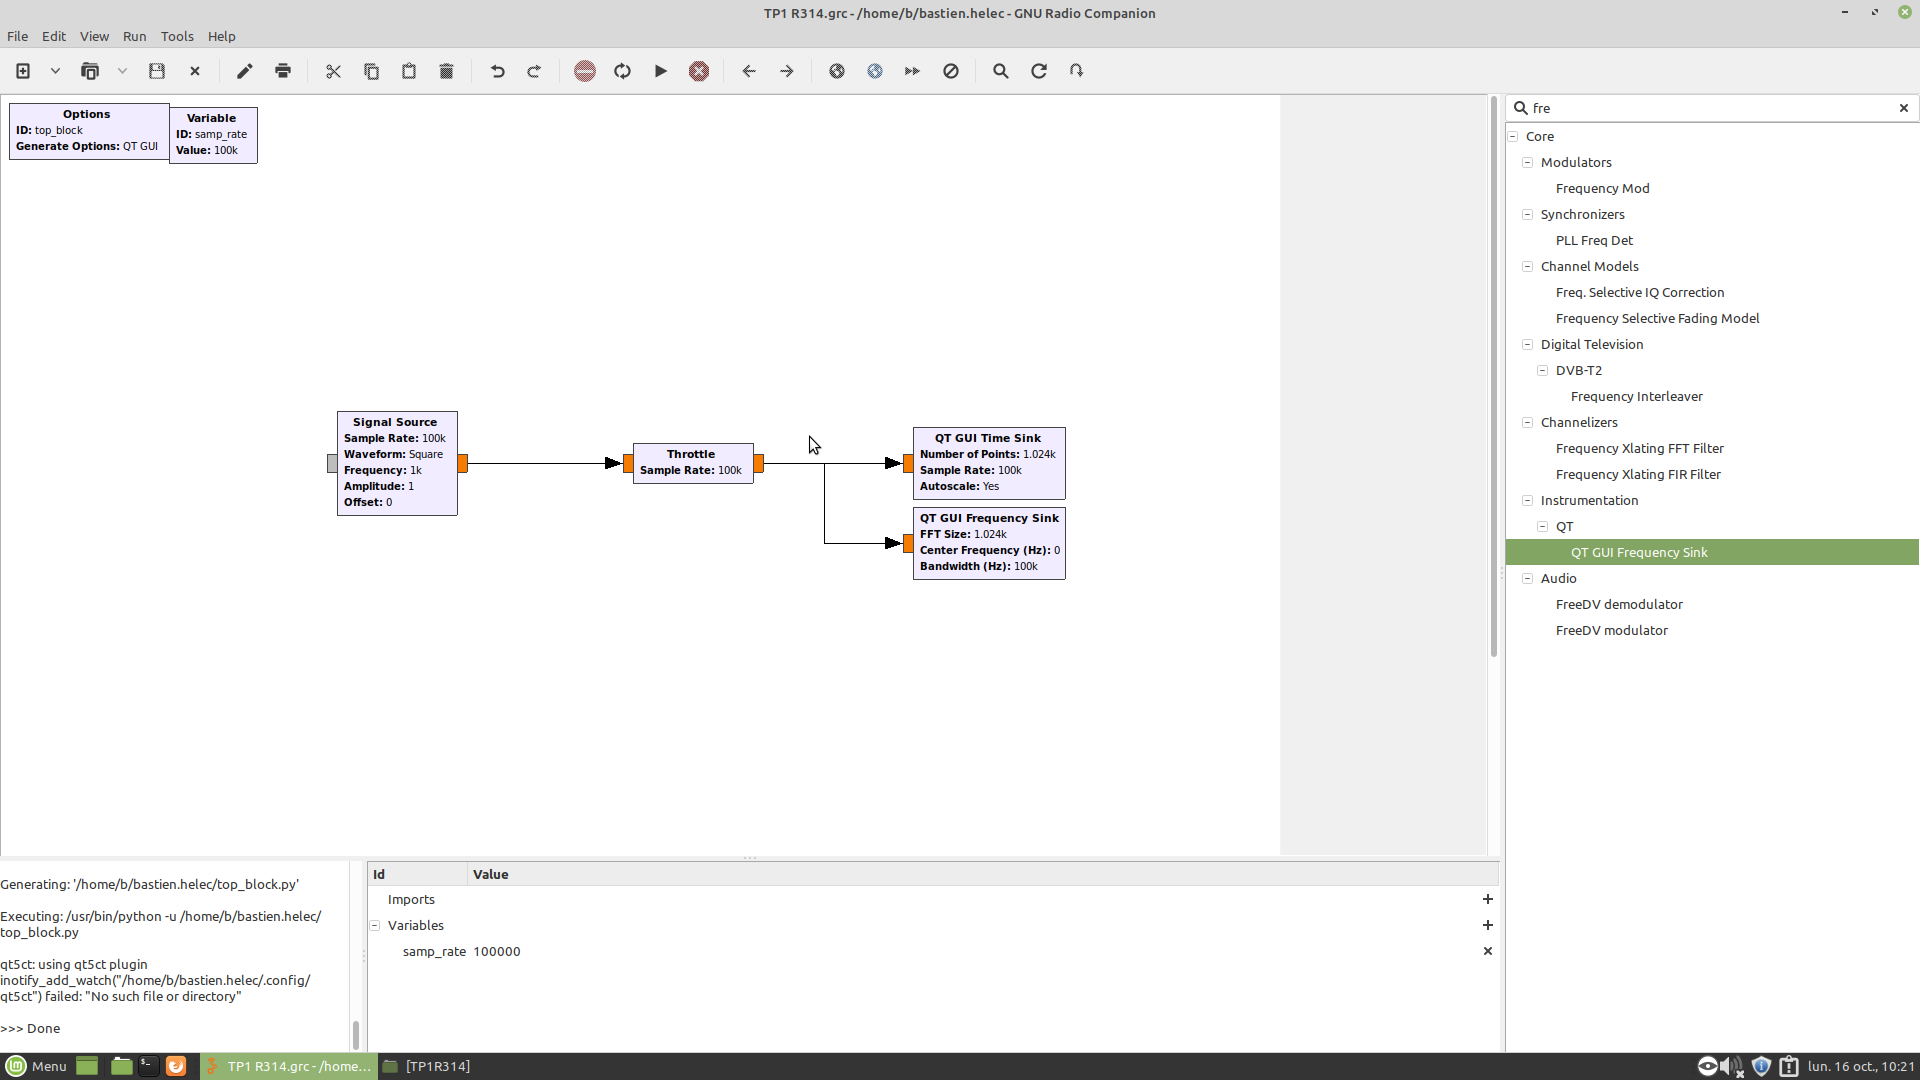 TP1 R314.grc - /home/b/bastien.helec - GNU Radio Companion
File Edit View Run Tools Help
Options
ID: top_block
Generate Options: QT GUI
Variable
ID: samp_rate
Value: 100k
Signal Source
Sample Rate: 100k
Waveform: Square
Frequency: 1k
Amplitude: 1
Offset: 0
Throttle
Sample Rate: 100k
QT GUI Time Sink
Number of Points: 1.024k
Sample Rate: 100k
Autoscale: Yes
QT GUI Frequency Sink
FFT Size: 1.024k
Center Frequency (Hz): 0
Bandwidth (Hz): 100k
fre
Core
Modulators
Frequency Mod
Synchronizers
PLL Freq Det
Channel Models
Freq. Selective IQ Correction
Frequency Selective Fading Model
Digital Television
DVB-T2
Frequency Interleaver
Channelizers
Frequency Xlating FFT Filter
Frequency Xlating FIR Filter
Instrumentation
QT
QT GUI Frequency Sink
Audio
FreeDV demodulator
FreeDV modulator
Generating: '/home/b/bastien.helec/top_block.py'
Executing: /usr/bin/python -u /home/b/bastien.helec/
top_block.py
qt5ct: using qt5ct plugin
inotify_add_watch("/home/b/bastien.helec/.config/
qt5ct") failed: "No such file or directory"
>>> Done
Id Value
Imports
Variables
samp_rate 100000
Menu
TP1 R314.grc - /home...
[TP1R314]
lun. 16 oct., 10:21